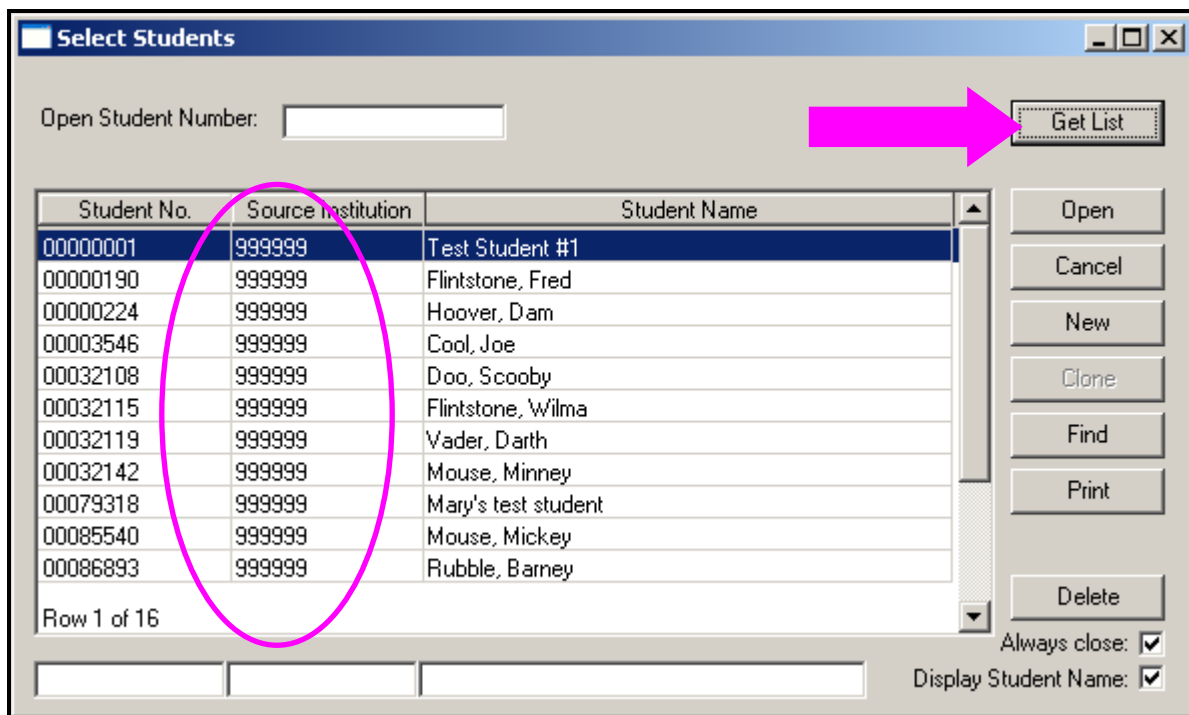 Select Students
Open Student Number:
Get List
Student No. Source Institution Student Name
00000001 999999 Test Student #1
00000190 999999 Flintstone, Fred
00000224 999999 Hoover, Dam
00003546 999999 Cool, Joe
00032108 999999 Doo, Scooby
00032115 999999 Flintstone, Wilma
00032119 999999 Vader, Darth
00032142 999999 Mouse, Minney
00079318 999999 Mary's test student
00085540 999999 Mouse, Mickey
00086893 999999 Rubble, Barney
Row 1 of 16
Open
Cancel
New
Clone
Find
Print
Delete
Always close:
Display Student Name: